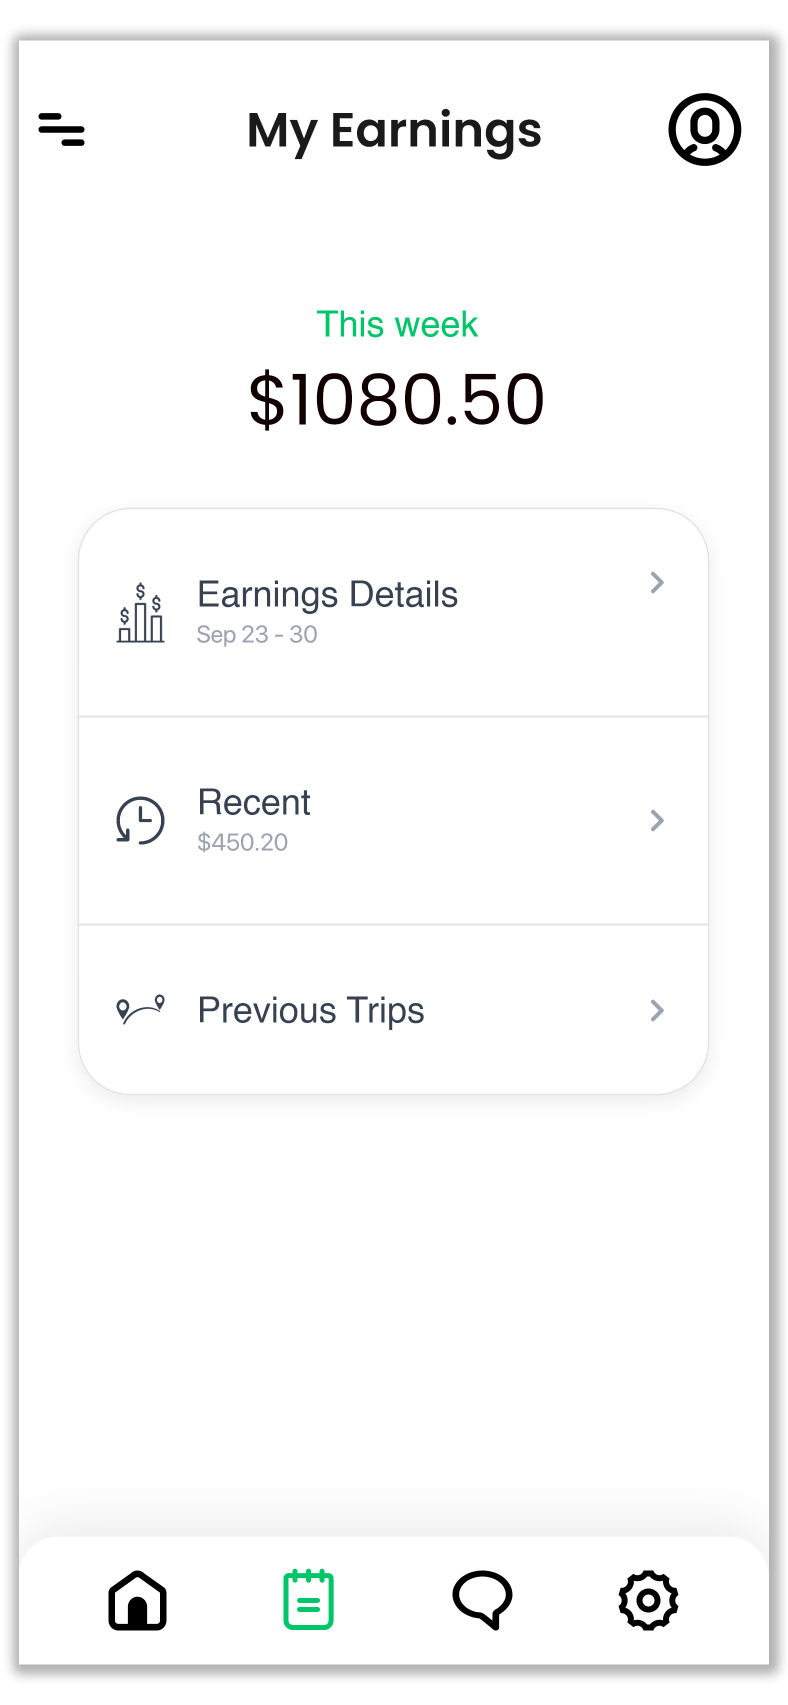 My Earnings
This week
$1080.50
Earnings Details
Sep 23 - 30
Recent
$450.20
Previous Trips